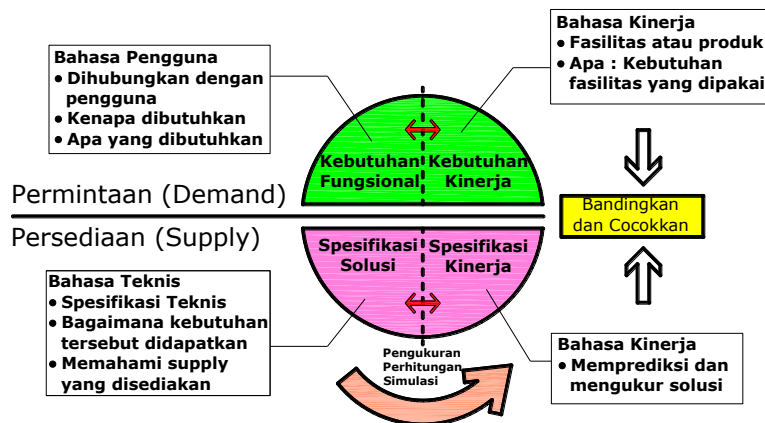 Bahasa Pengguna
• Dihubungkan dengan
pengguna
• Kenapa dibutuhkan
• Apa yang dibutuhkan
Bahasa Kinerja
• Fasilitas atau produk
• Apa : Kebutuhan
fasilitas yang dipakai
Kebutuhan
Fungsional
Kebutuhan
Kinerja
Permintaan (Demand)
Persediaan (Supply)
Bandingkan
dan Cocokkan
Spesifikasi
Solusi
Spesifikasi
Kinerja
Bahasa Teknis
• Spesifikasi Teknis
• Bagaimana kebutuhan
tersebut didapatkan
• Memahami supply
yang disediakan
Pengukuran
Perhitungan
Simulasi
Bahasa Kinerja
• Memprediksi dan
mengukur solusi